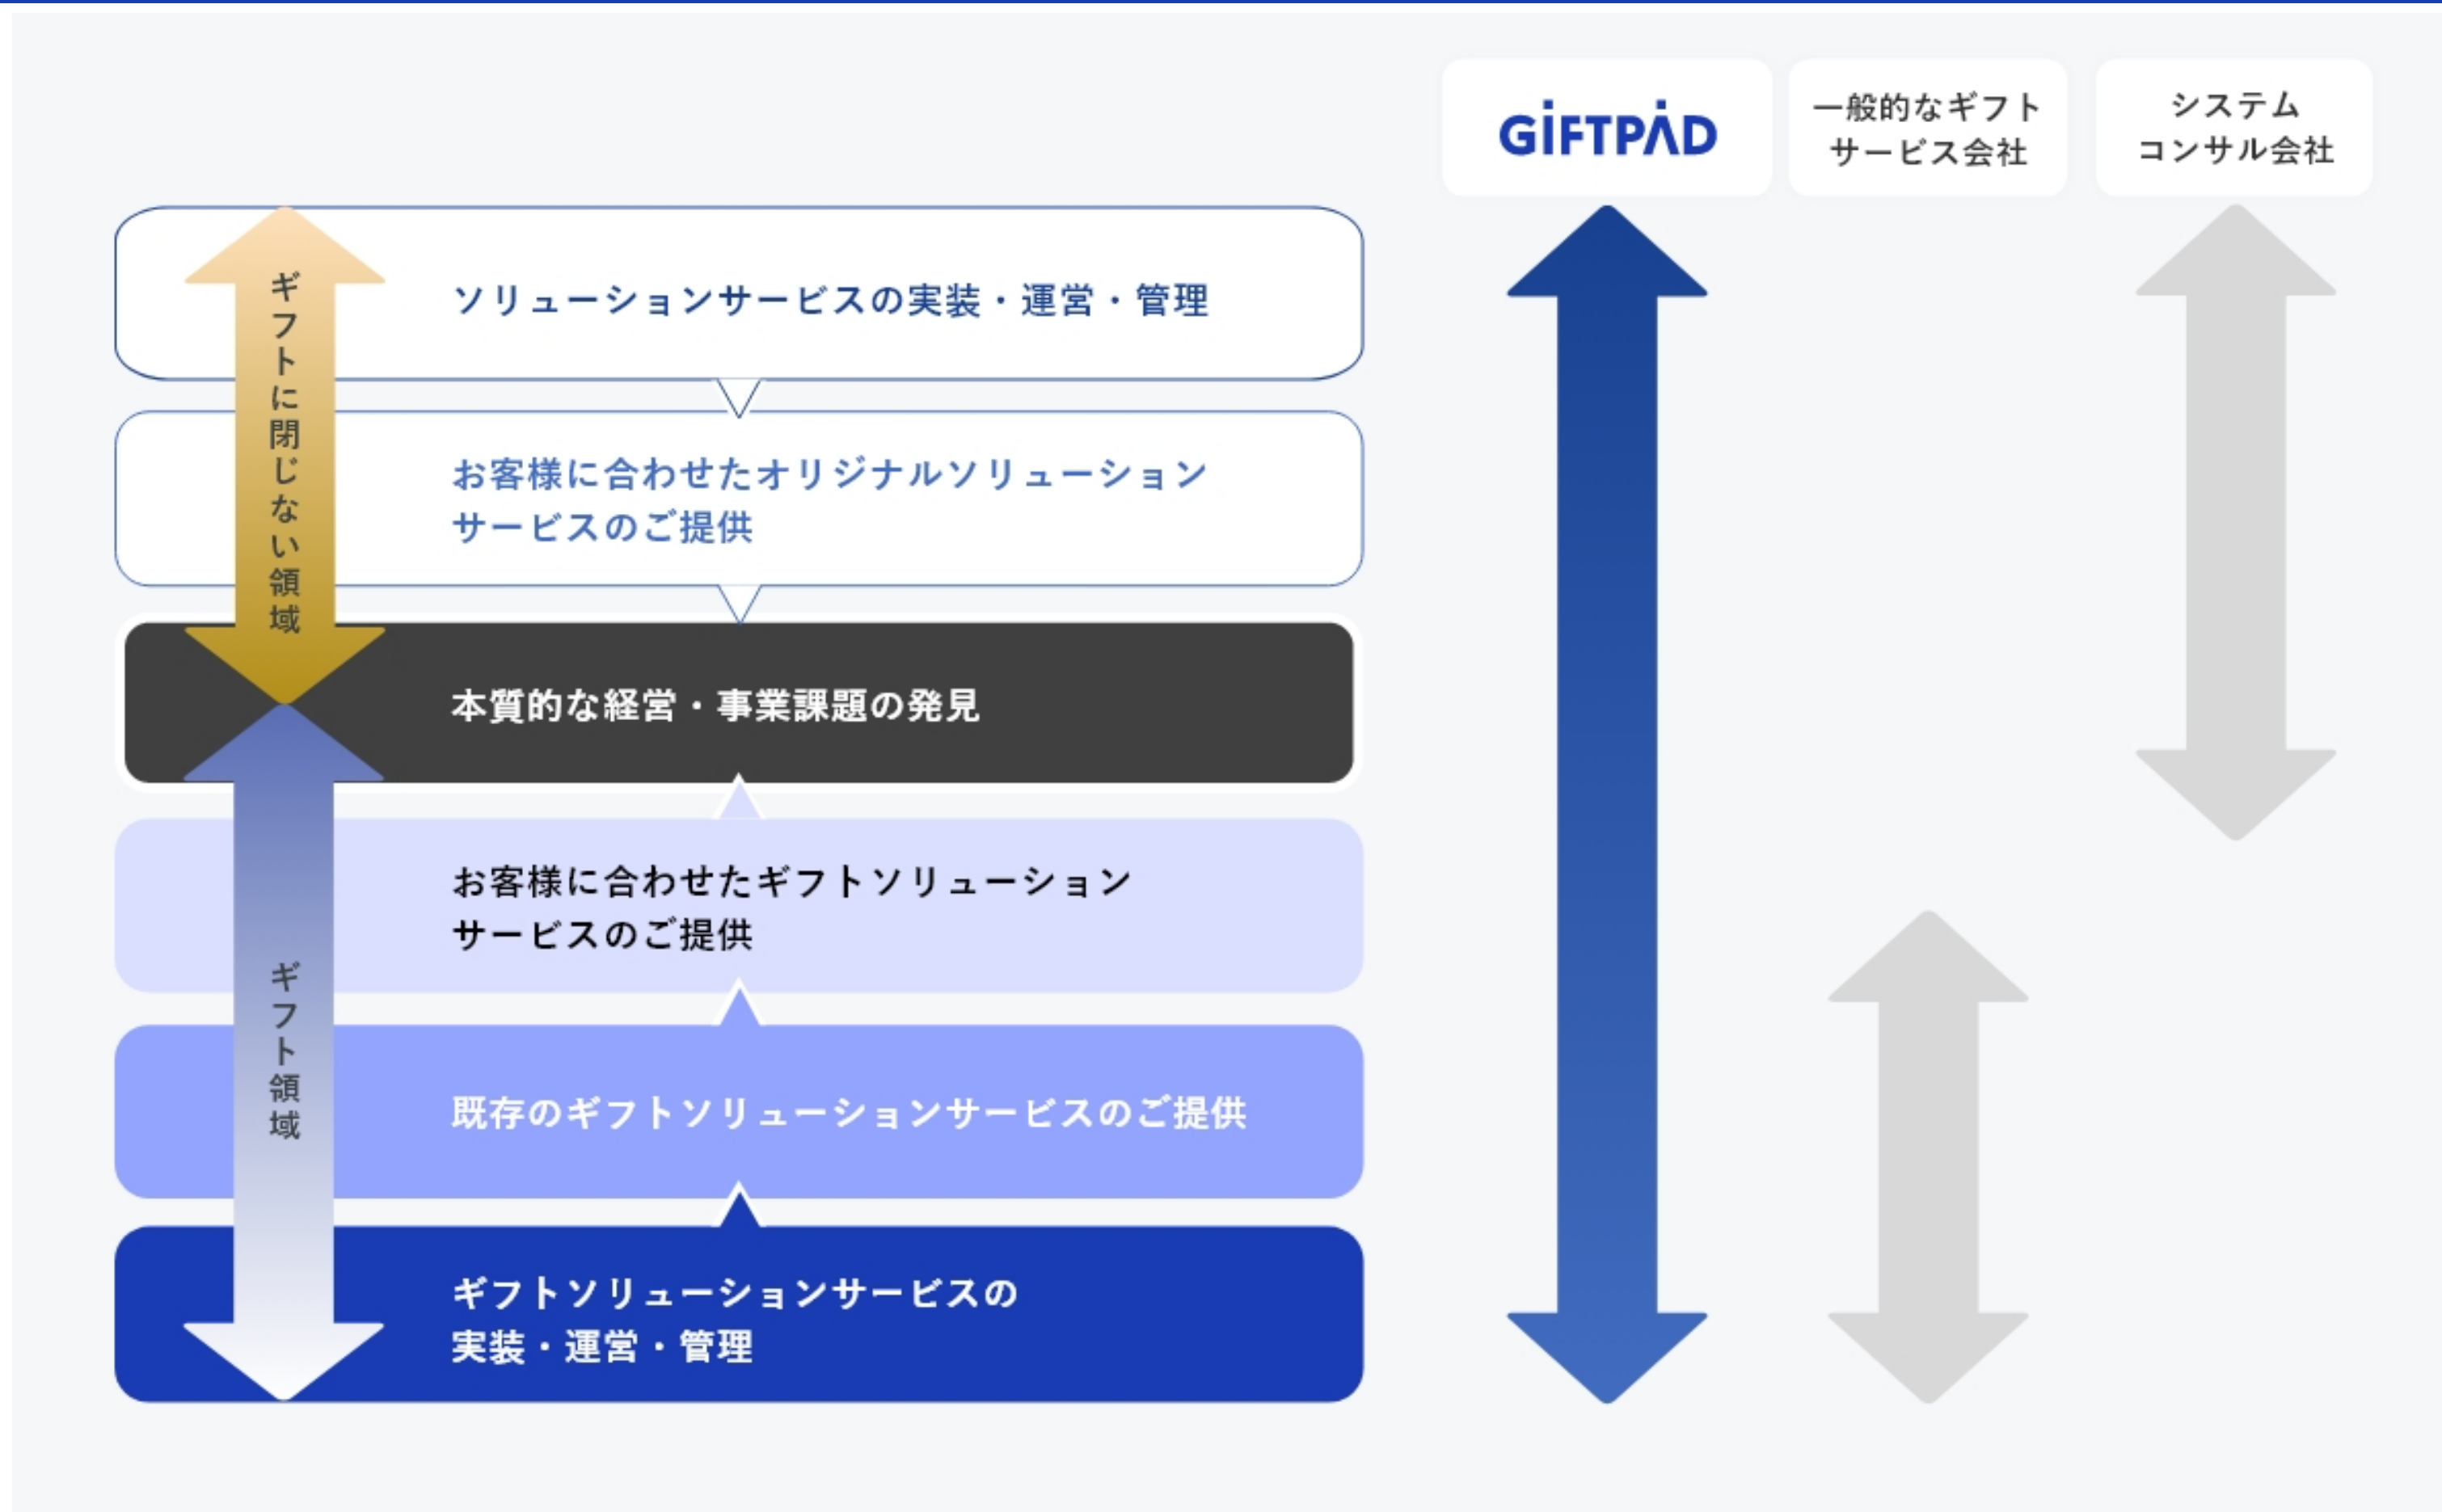 GiFTPAD
一般的なギフト
サービス会社
システム
コンサル会社
ギフトに閉じない領域
ソリューションサービスの実装・運営・管理
お客様に合わせたオリジナルソリューション
サービスのご提供
本質的な経営・事業課題の発見
ギフト領域
お客様に合わせたギフトソリューション
サービスのご提供
既存のギフトソリューションサービスのご提供
ギフトソリューションサービスの
実装・運営・管理